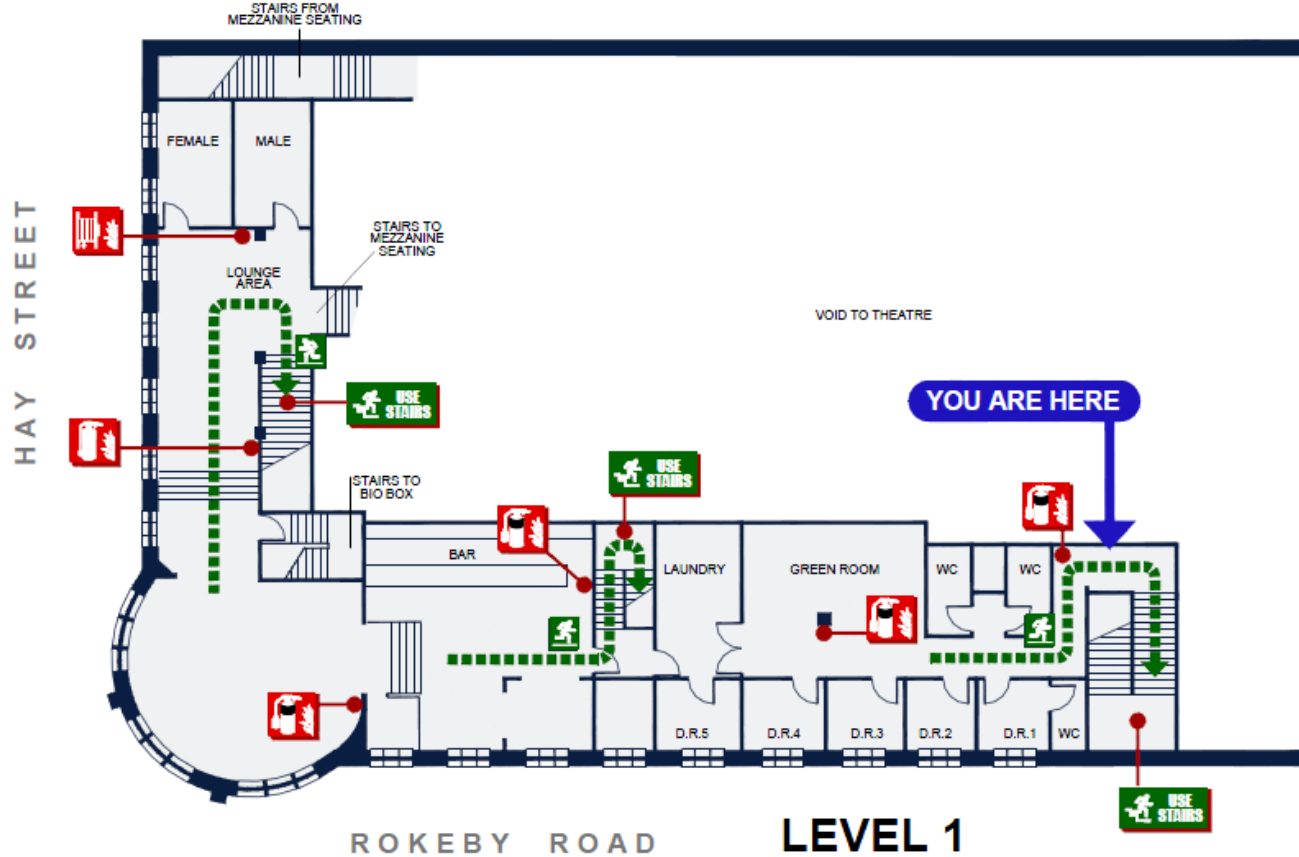 STAIRS FROM
MEZZANINE SEATING
FEMALE
MALE
HAY STREET
STAIRS TO
MEZZANINE
SEATING
LOUNGE
AREA
VOID TO THEATRE
USE
STAIRS
YOU ARE HERE
STAIRS TO
BIO BOX
USE
STAIRS
BAR
LAUNDRY
GREEN ROOM
WC
WC
D.R.5
D.R.4
D.R.3
D.R.2
D.R.1
WC
USE
STAIRS
ROKEBY ROAD
LEVEL 1